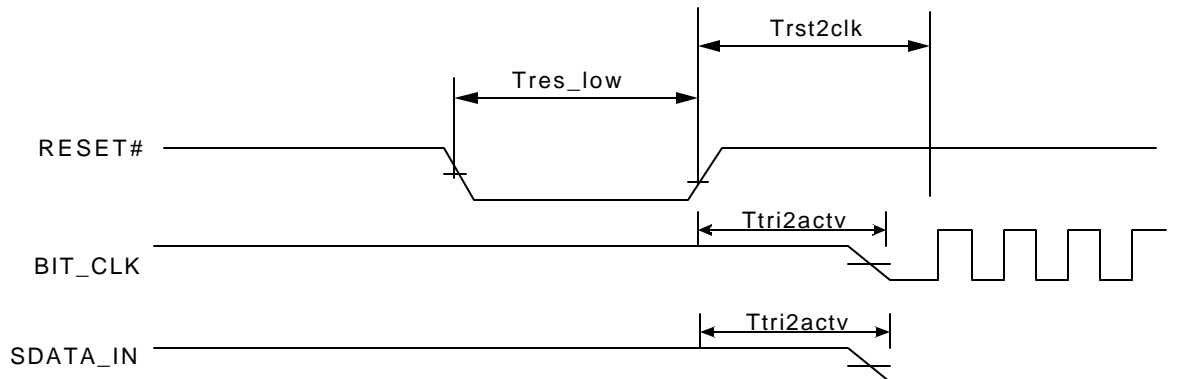 Trst2clk
Tres_low
RESET#
Ttri2actv
BIT_CLK
Ttri2actv
SDATA_IN